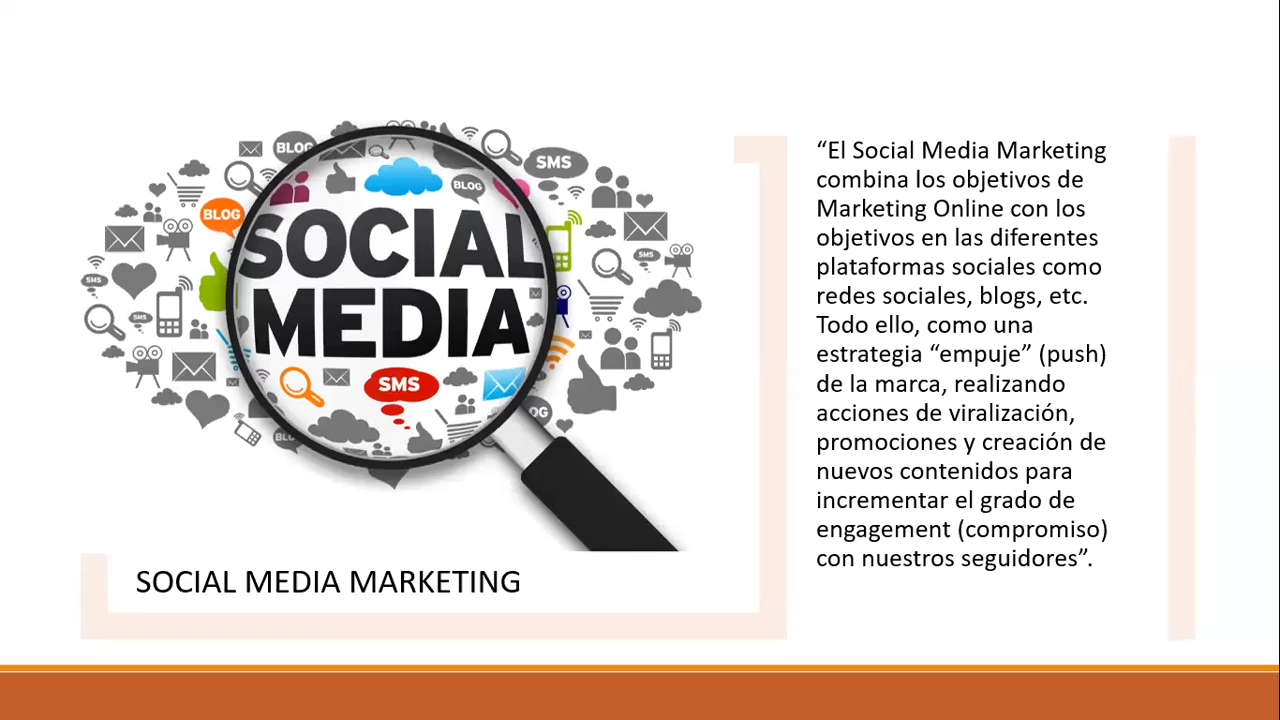 BLOG
SMS
BLOG
BLOG
SOCIAL
MEDIA
SMS
SMS
SMS
SMS
SOCIAL MEDIA MARKETING
“El Social Media Marketing
combina los objetivos de
Marketing Online con los
objetivos en las diferentes
plataformas sociales como
redes sociales, blogs, etc.
Todo ello, como una
estrategia “empuje” (push)
de la marca, realizando
acciones de viralización,
promociones y creación de
nuevos contenidos para
incrementar el grado de
engagement (compromiso)
con nuestros seguidores”.